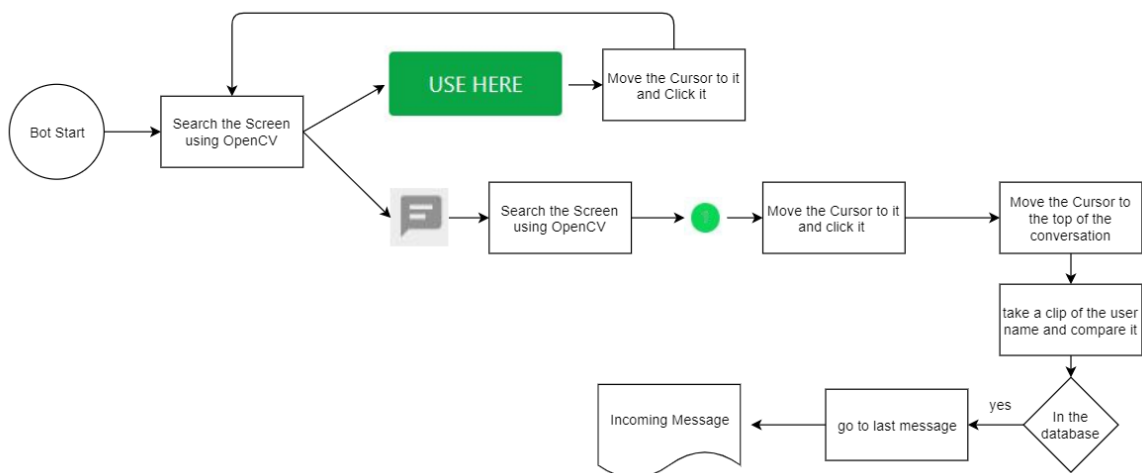 Bot Start
Search the Screen
using OpenCV
USE HERE
Move the Cursor to it
and Click it
Search the Screen
using OpenCV
1
Move the Cursor to it
and click it
Move the Cursor to
the top of the
conversation
take a clip of the user
name and compare it
In the
database
yes
go to last message
Incoming Message